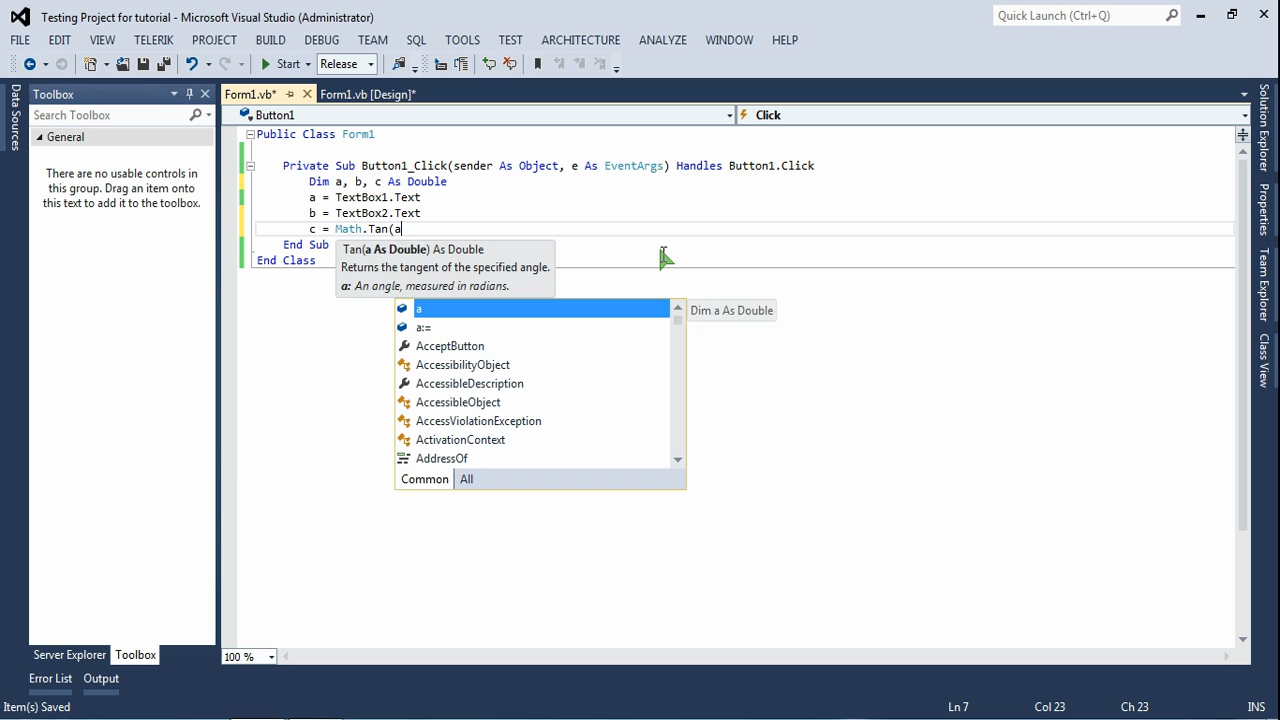 Testing Project for tutorial - Microsoft Visual Studio (Administrator)
Quick Launch (Ctrl+Q)
FILE EDIT VIEW TELERIK PROJECT BUILD DEBUG TEAM SQL TOOLS TEST ARCHITECTURE ANALYZE WINDOW HELP
Start Release
Data Sources
Toolbox
Search Toolbox
General
There are no usable controls in
this group. Drag an item onto
this text to add it to the toolbox.
Server Explorer Toolbox
Form1.vb* Form1.vb [Design]*
Button1 Click
Public Class Form1
Private Sub Button1_Click(sender As Object, e As EventArgs) Handles Button1.Click
Dim a, b, c As Double
a = TextBox1.Text
b = TextBox2.Text
c = Math.Tan(a
End Sub
End Class
Tan(a As Double) As Double
Returns the tangent of the specified angle.
a: An angle, measured in radians.
a
Dim a As Double
a:=
AcceptButton
AccessibilityObject
AccessibleDescription
AccessibleObject
AccessViolationException
ActivationContext
AddressOf
Common All
100 %
Solution Explorer
Properties
Team Explorer
Class View
Error List Output
Item(s) Saved Ln 7 Col 23 Ch 23 INS